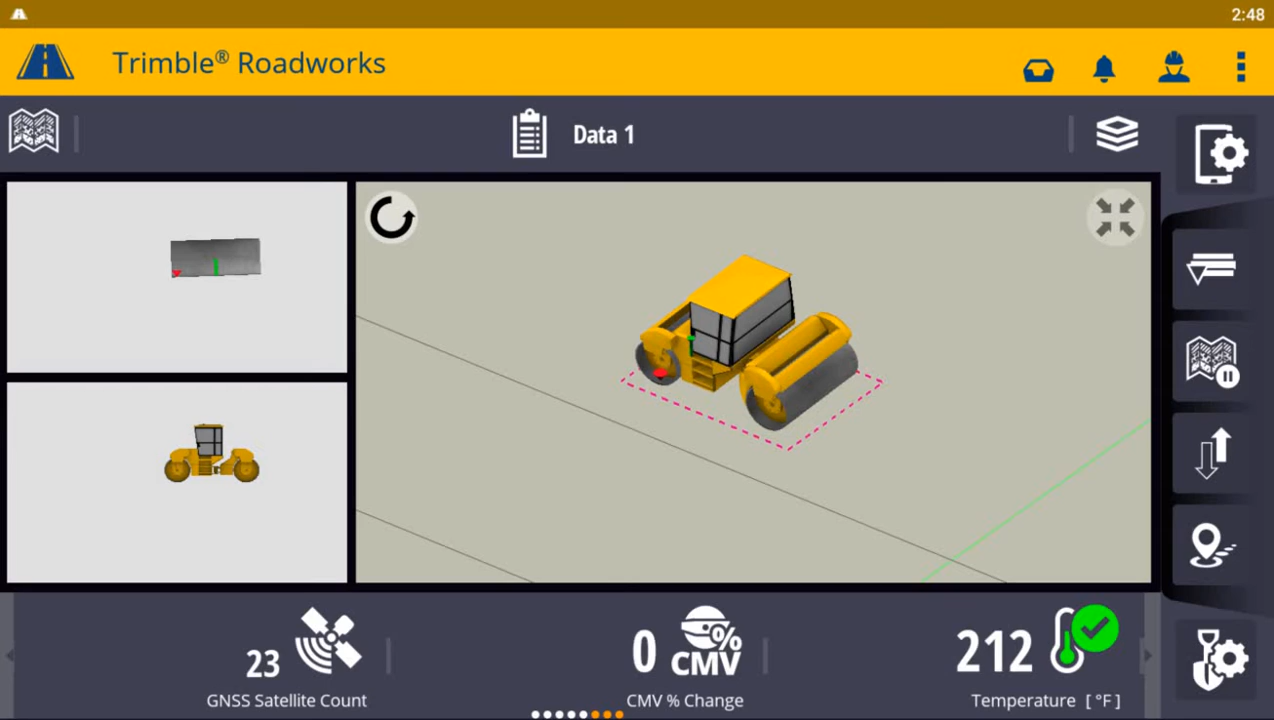 2:48
Trimble® Roadworks
Data 1
23
GNSS Satellite Count
0
% CMV
CMV % Change
212
Temperature [ °F ]